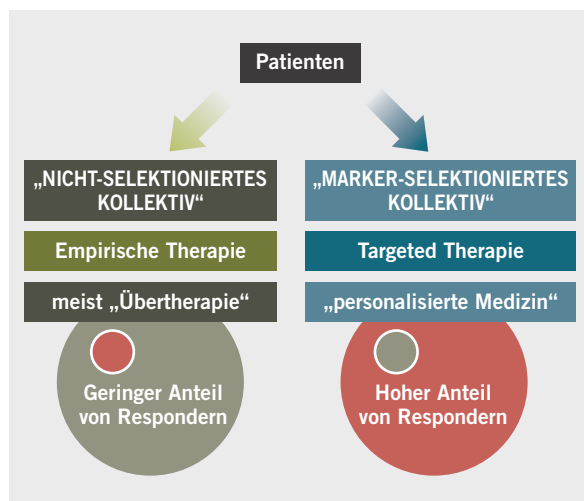 Patienten
„NICHT-SELEKTIONIERTES
KOLLEKTIV“
Empirische Therapie
meist „Übertherapie“
Geringer Anteil
von Respondern
„MARKER-SELEKTIONIERTES
KOLLEKTIV“
Targeted Therapie
„personalisierte Medizin“
Hoher Anteil
von Respondern